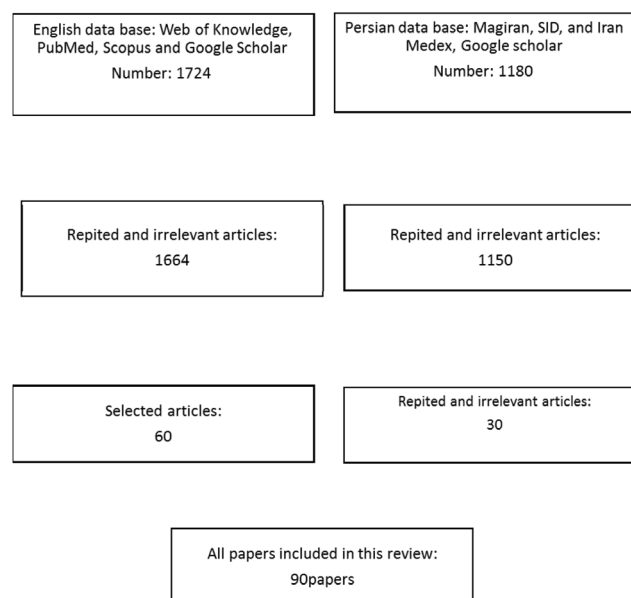 English data base: Web of Knowledge,
PubMed, Scopus and Google Scholar
Number: 1724
Persian data base: Magiran, SID, and Iran
Medex, Google scholar
Number: 1180
Repited and irrelevant articles:
1664
Repited and irrelevant articles:
1150
Selected articles:
60
Repited and irrelevant articles:
30
All papers included in this review:
90papers